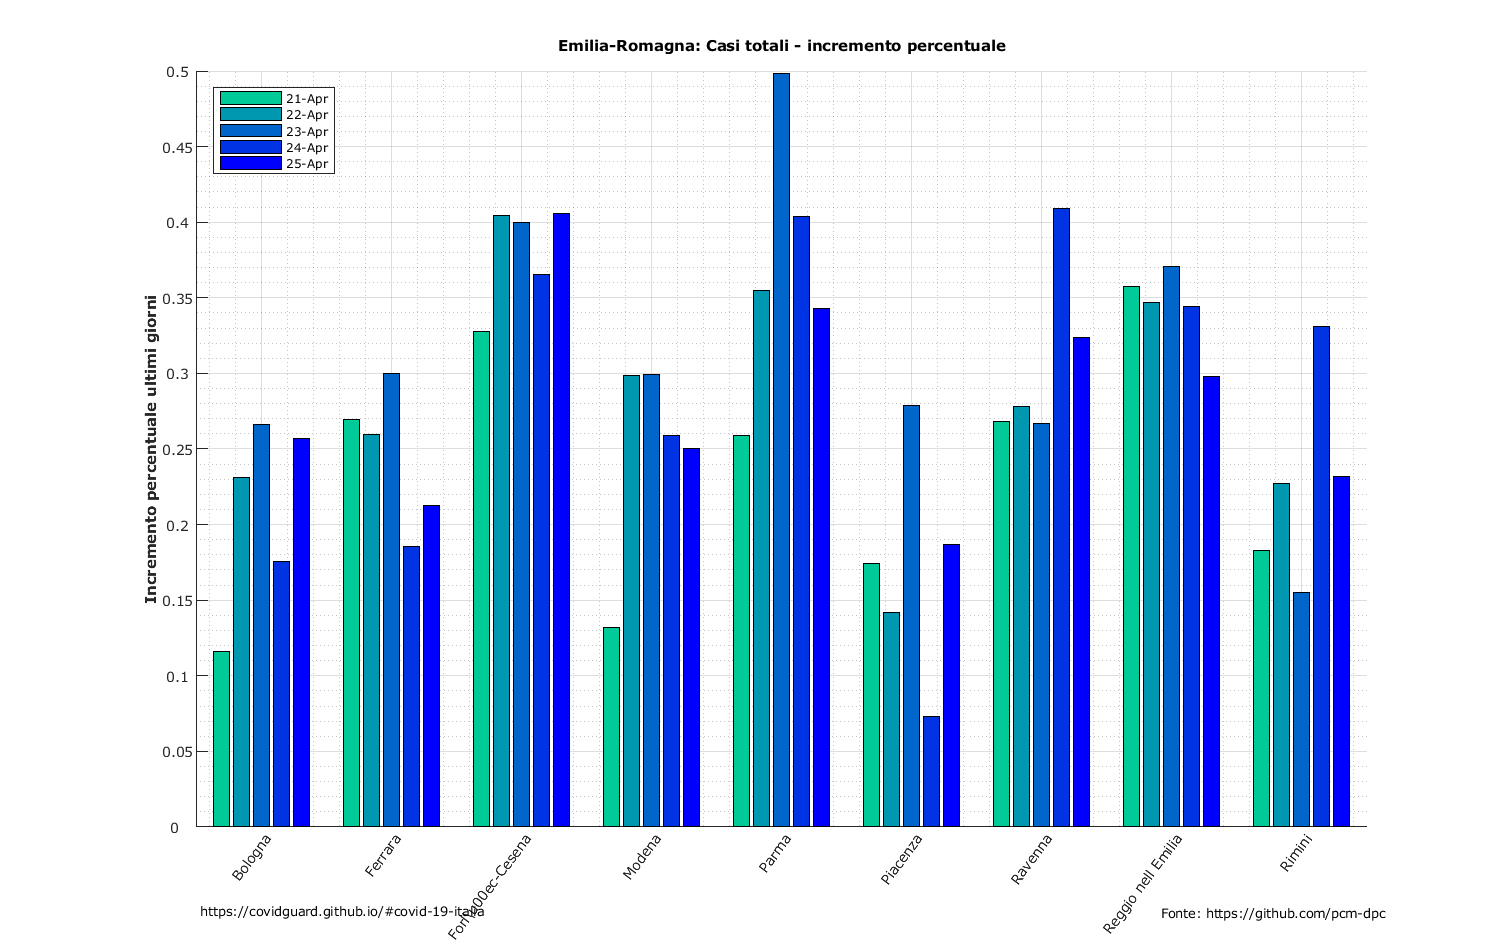 Emilia-Romagna: Casi totali - incremento percentuale
Incremento percentuale ultimi giorni
0.5
0.45
0.4
0.35
0.3
0.25
0.2
0.15
0.1
0.05
0
21-Apr
22-Apr
23-Apr
24-Apr
25-Apr
Bologna
Ferrara
Modena
Parma
Piacenza
Ravenna
Reggio nell Emilia
Rimini
https://covidguard.github.io/#covid-19-italia
Fonte: https://github.com/pcm-dpc